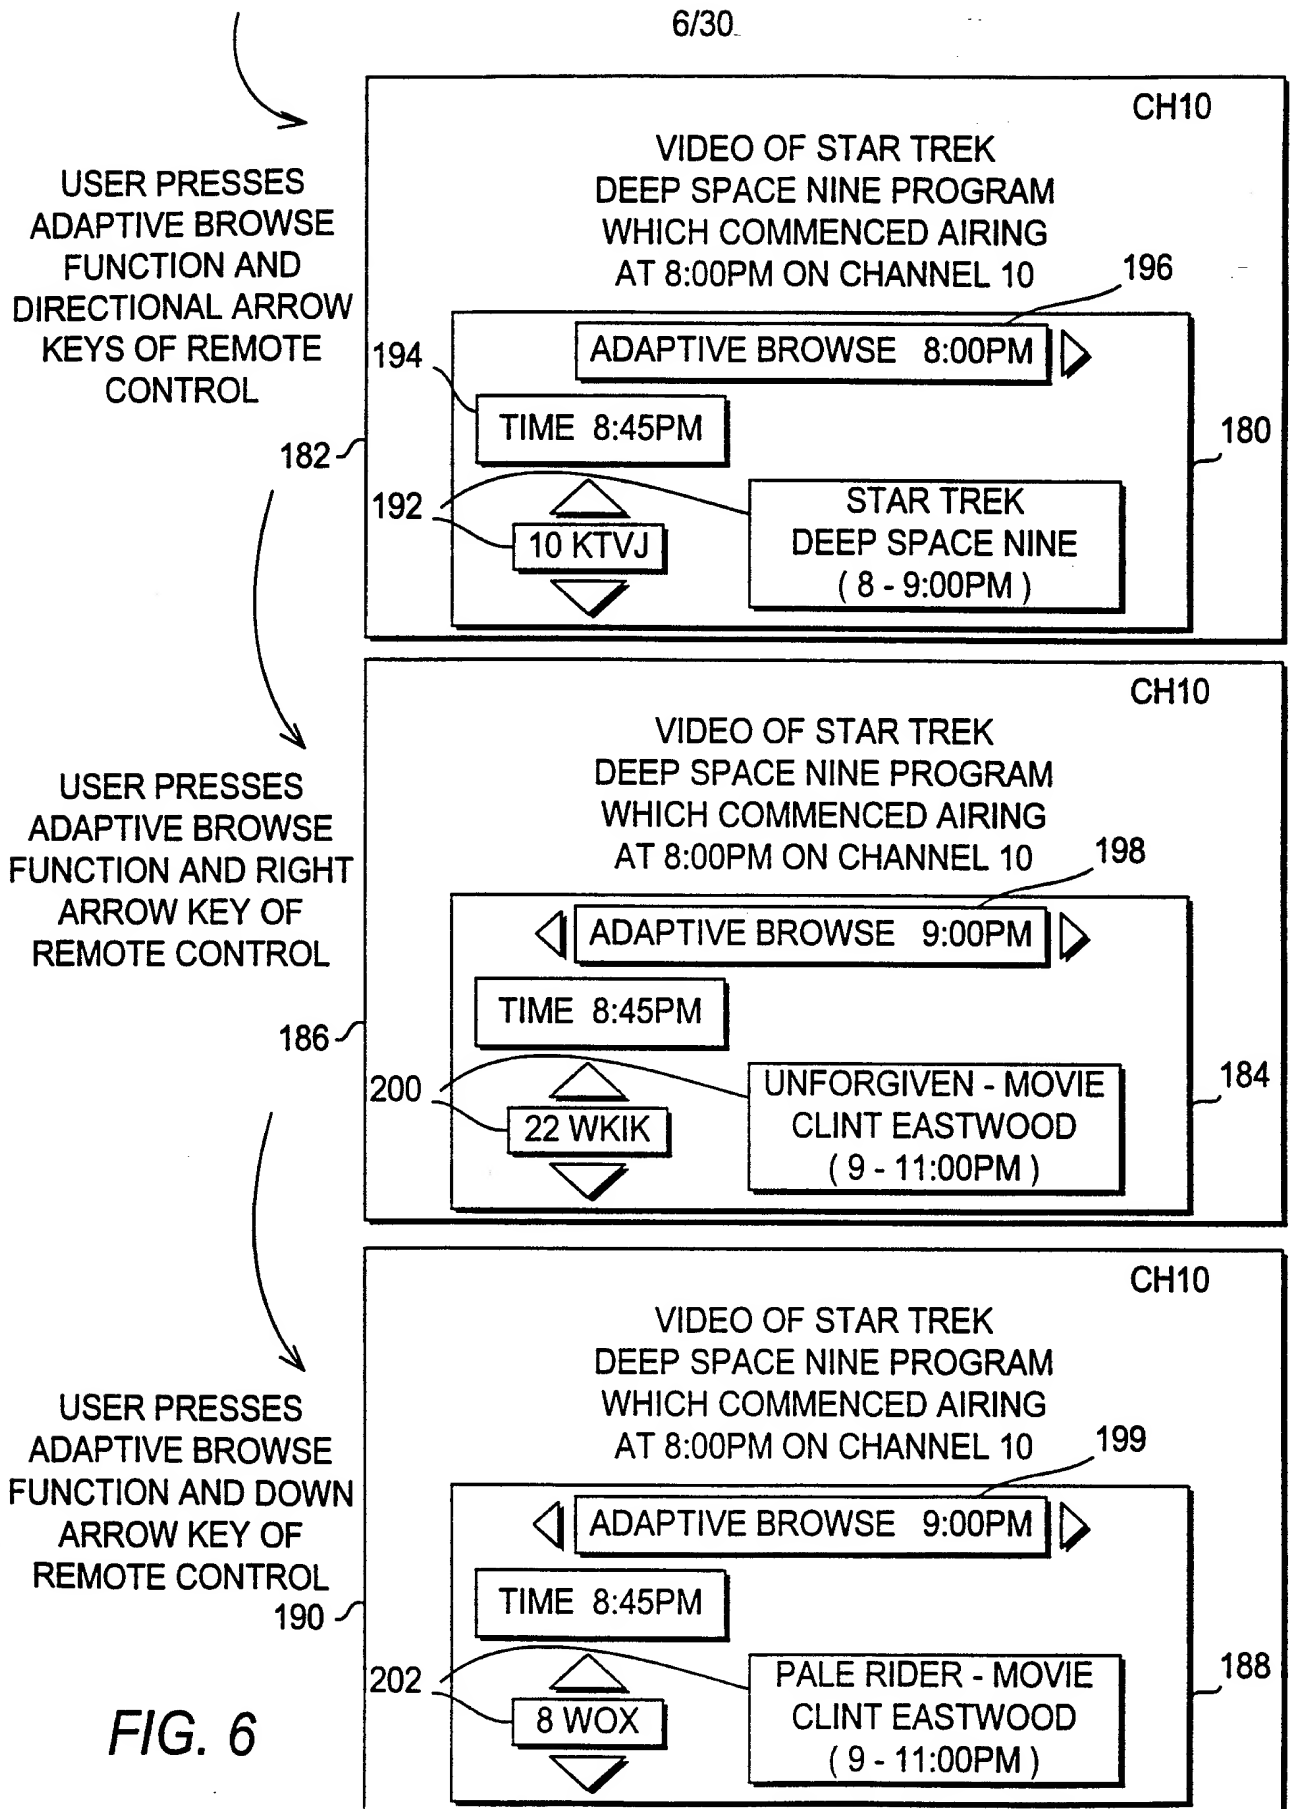 6/30
CH10
VIDEO OF STAR TREK
DEEP SPACE NINE PROGRAM
WHICH COMMENCED AIRING
AT 8:00PM ON CHANNEL 10
196
USER PRESSES
ADAPTIVE BROWSE
FUNCTION AND
DIRECTIONAL ARROW
KEYS OF REMOTE
CONTROL
194
ADAPTIVE BROWSE 8:00PM
TIME 8:45PM
182
180
192
10 KTVJ
STAR TREK
DEEP SPACE NINE
( 8 - 9:00PM )
CH10
VIDEO OF STAR TREK
DEEP SPACE NINE PROGRAM
WHICH COMMENCED AIRING
AT 8:00PM ON CHANNEL 10
198
USER PRESSES
ADAPTIVE BROWSE
FUNCTION AND RIGHT
ARROW KEY OF
REMOTE CONTROL
ADAPTIVE BROWSE 9:00PM
TIME 8:45PM
186
184
200
22 WKIK
UNFORGIVEN - MOVIE
CLINT EASTWOOD
( 9 - 11:00PM )
CH10
VIDEO OF STAR TREK
DEEP SPACE NINE PROGRAM
WHICH COMMENCED AIRING
AT 8:00PM ON CHANNEL 10
199
USER PRESSES
ADAPTIVE BROWSE
FUNCTION AND DOWN
ARROW KEY OF
REMOTE CONTROL
ADAPTIVE BROWSE 9:00PM
TIME 8:45PM
190
188
202
8 WOX
PALE RIDER - MOVIE
CLINT EASTWOOD
( 9 - 11:00PM )
FIG. 6